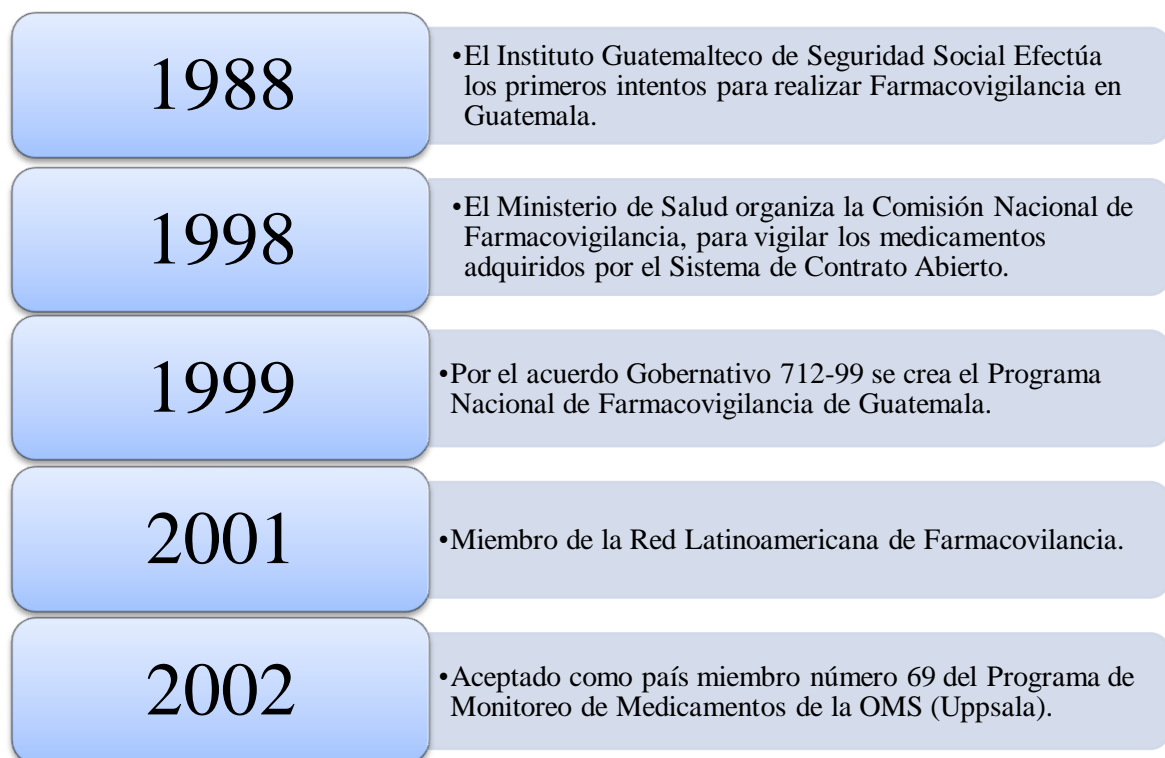 1988
•El Instituto Guatemalteco de Seguridad Social Efectúa
los primeros intentos para realizar Farmacovigilancia en
Guatemala.
1998
•El Ministerio de Salud organiza la Comisión Nacional de
Farmacovigilancia, para vigilar los medicamentos
adquiridos por el Sistema de Contrato Abierto.
1999
•Por el acuerdo Gobernativo 712-99 se crea el Programa
Nacional de Farmacovigilancia de Guatemala.
2001
•Miembro de la Red Latinoamericana de Farmacovilancia.
2002
•Aceptado como país miembro número 69 del Programa de
Monitoreo de Medicamentos de la OMS (Uppsala).